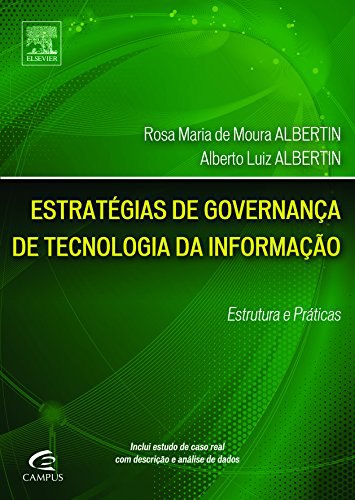 ELSEVIER
Rosa Maria de Moura ALBERTIN
Alberto Luiz ALBERTIN
ESTRATÉGIAS DE GOVERNANÇA
DE TECNOLOGIA DA INFORMAÇÃO
Estrutura e Práticas
Inclui estudo de caso real
com descrição e análise de dados
CAMPUS